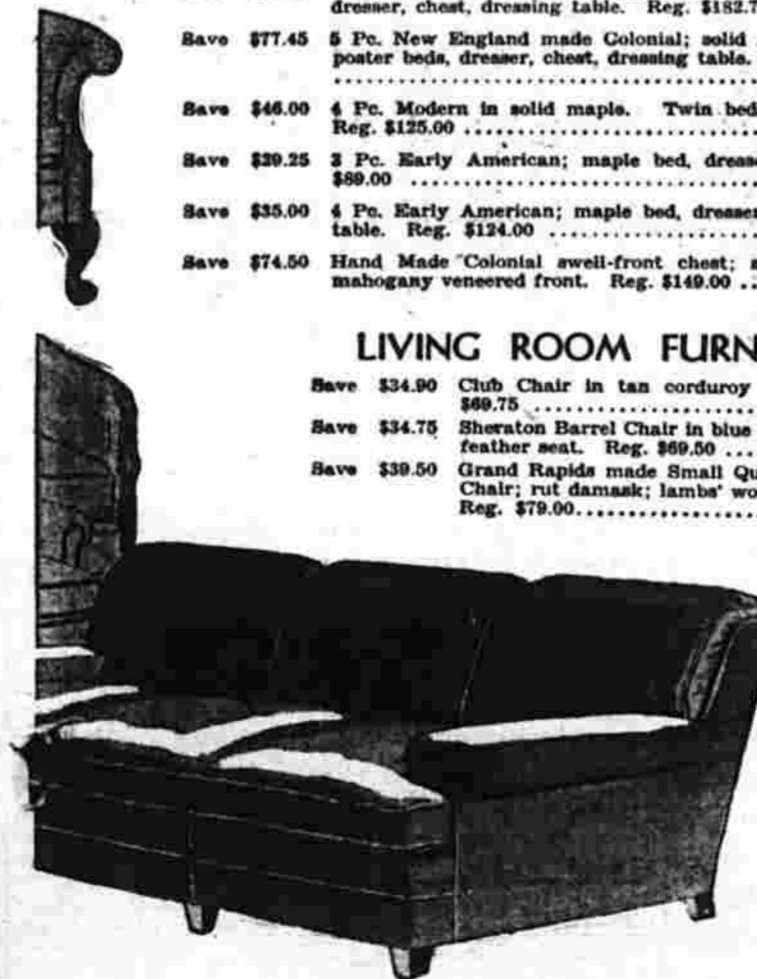 dresser, chest, dressing table. Reg. $182.7
Save $77.45 5 Pc. New England made Colonial; solid
poster beds, dresser, chest, dressing table.
Save $46.00 4 Pc. Modern in solid maple. Twin bed
Reg. $125.00 ........................
Save $29.25 3 Pc. Early American; maple bed, dresse
$89.00 ........................
Save $35.00 4 Pc. Early American; maple bed, dresser
table. Reg. $124.00 ........................
Save $74.50 Hand Made Colonial swell-front chest; s
mahogany veneered front. Reg. $149.00 ..
LIVING ROOM FURN
Save $34.90 Club Chair in tan corduroy
$69.75 ........................
Save $34.75 Sheraton Barrel Chair in blue
feather seat. Reg. $69.50 ...
Save $39.50 Grand Rapids made Small Qu
Chair; rut damask; lambs' wo
Reg. $79.00........................